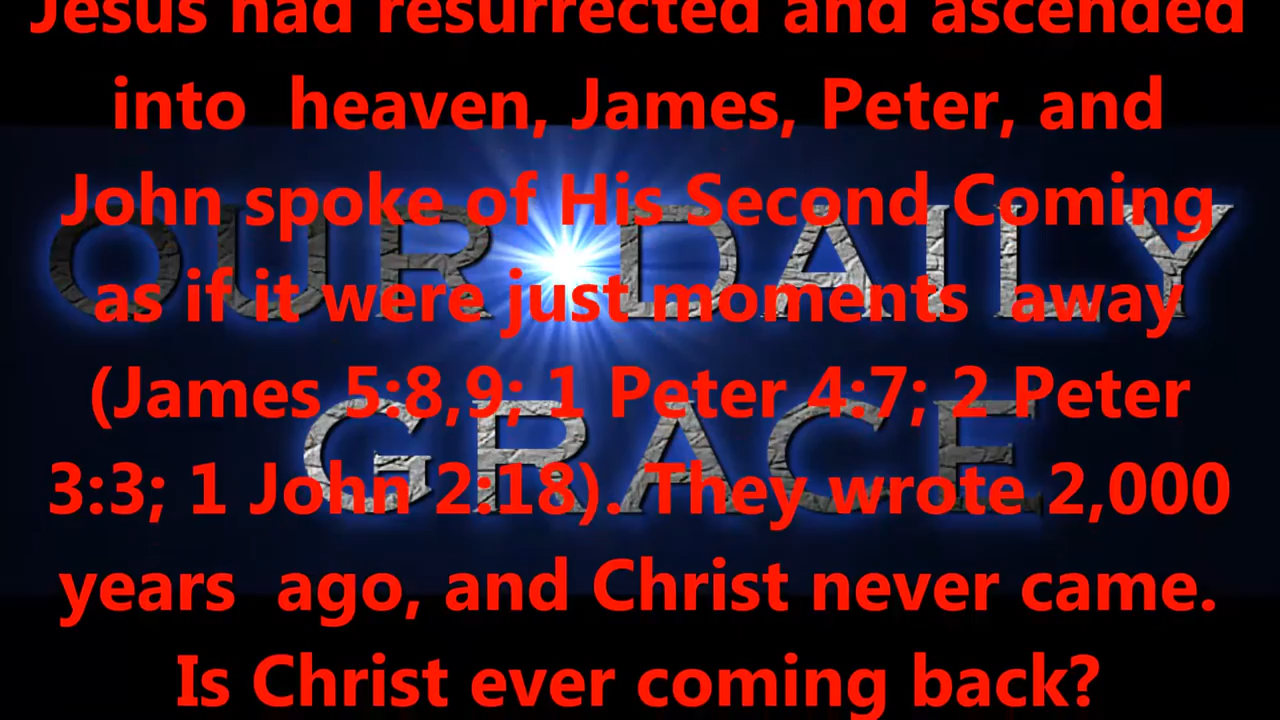 Jesus had resurrected and ascended
into heaven, James, Peter, and
John spoke of His Second Coming
OUR DAILY
as if it were just moments away
(James 5:8,9; 1 Peter 4:7; 2 Peter
GRACE
3:3; 1 John 2:18). They wrote 2,000
years ago, and Christ never came.
Is Christ ever coming back?